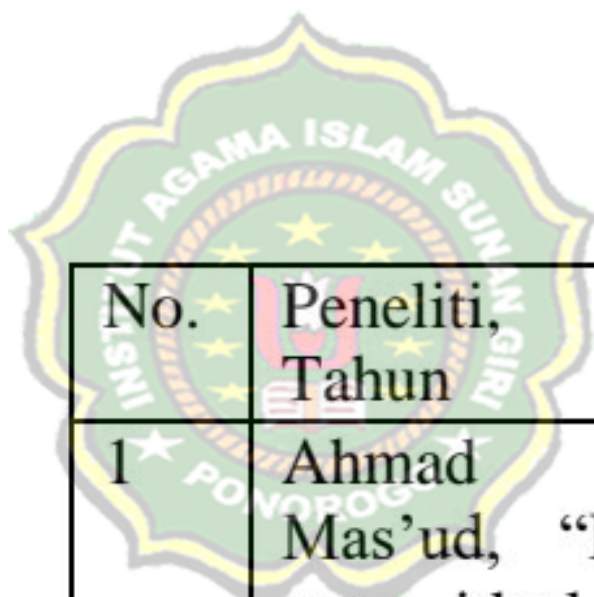 INSTITUT AGAMA ISLAM SUNAN GIRI
PONOROGO
No. Peneliti,
Tahun
1 Ahmad
Mas’ud, “